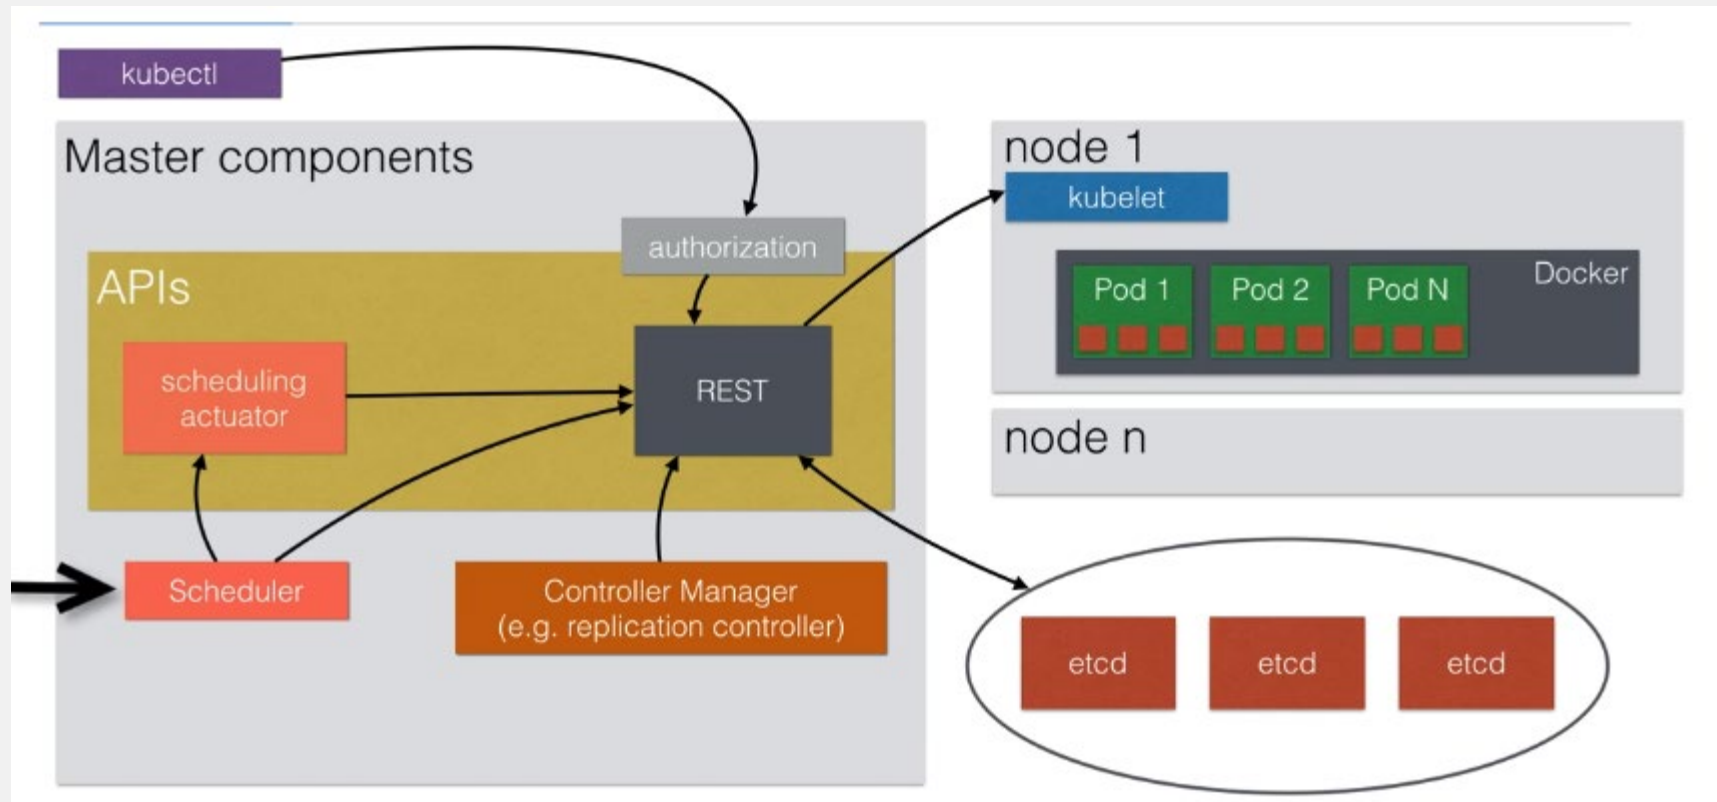 kubectl
Master components
authorization
APIs
scheduling
actuator
REST
Scheduler
Controller Manager
(e.g. replication controller)
node 1
kubelet
Docker
Pod 1
Pod 2
Pod N
node n
etcd
etcd
etcd